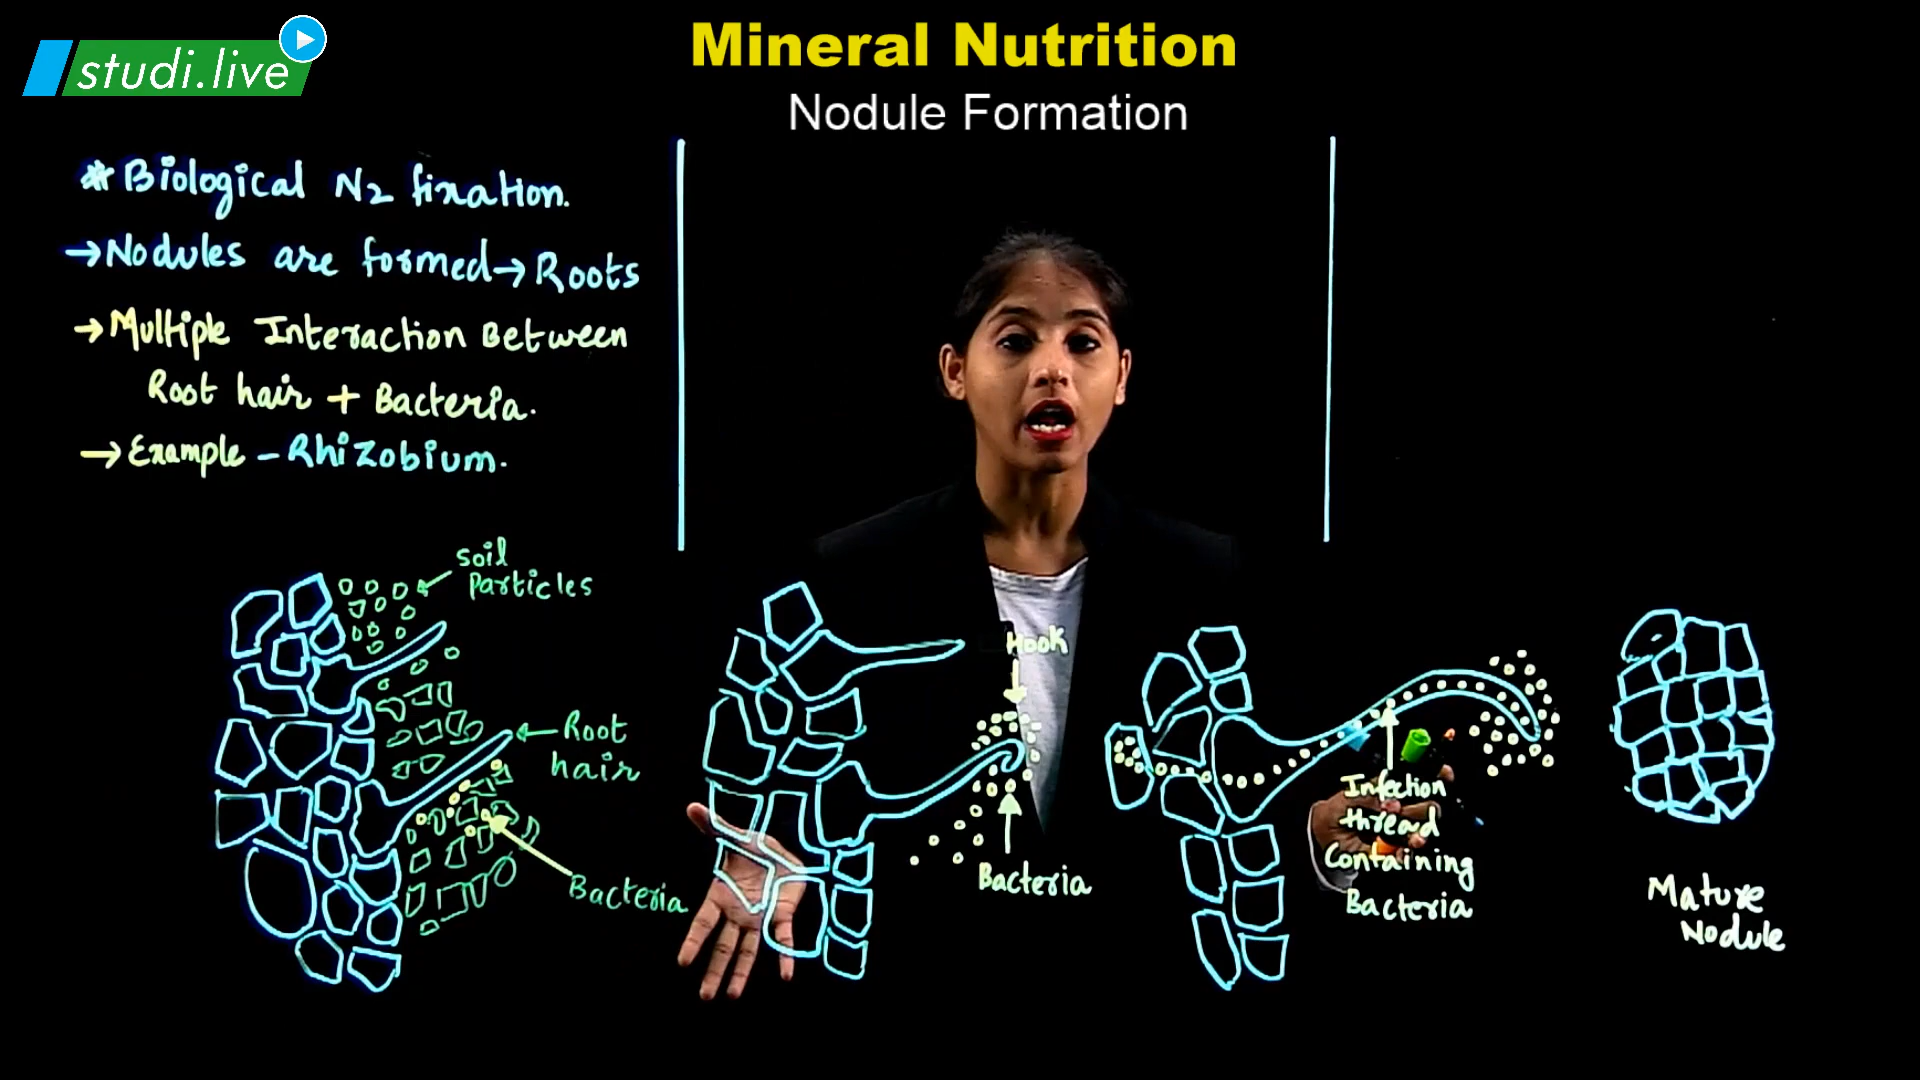 studi.live
Mineral Nutrition
Nodule Formation
* Biological N2 fixation.
→ Nodules are formed → Roots
→ Multiple Interaction Between
Root hair + Bacteria.
→ Example - Rhizobium.
soil
particles
Root
hair
Bacteria
Hook
Bacteria
Infection
thread
Containing
Bacteria
Mature
Nodule